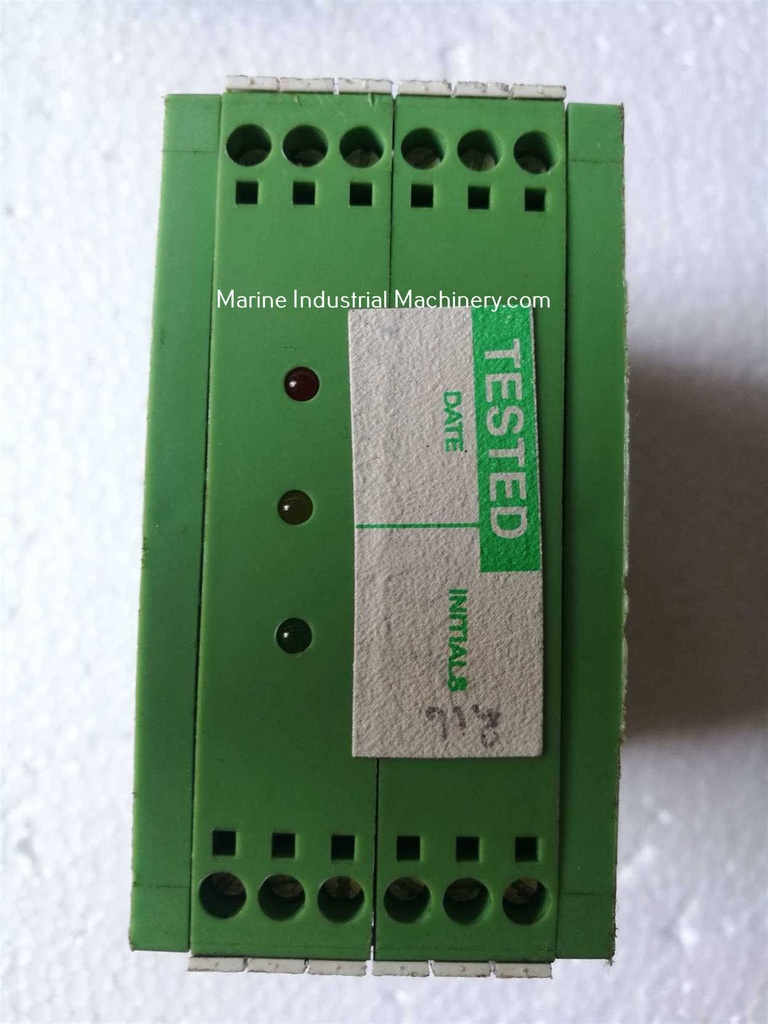 Marine Industrial Machinery.com
TESTED
DATE
INITIALS